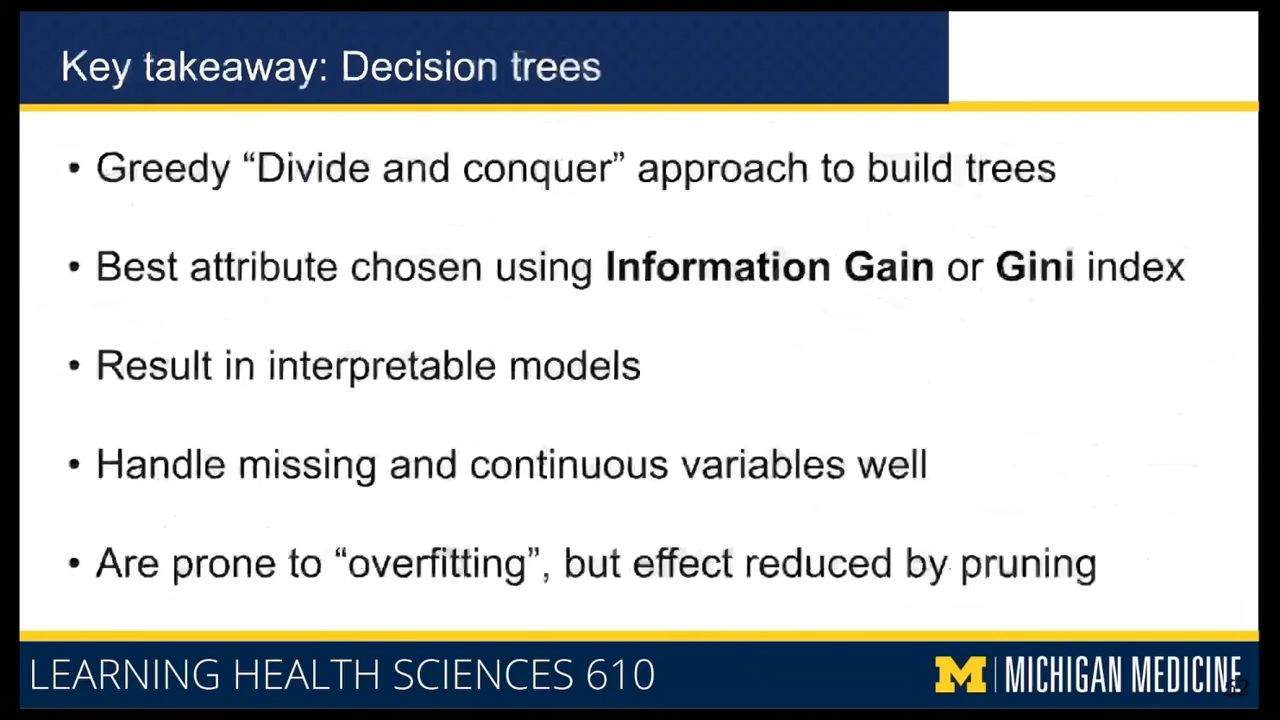 Key takeaway: Decision trees
• Greedy “Divide and conquer” approach to build trees
• Best attribute chosen using Information Gain or Gini index
• Result in interpretable models
• Handle missing and continuous variables well
• Are prone to “overfitting”, but effect reduced by pruning
LEARNING HEALTH SCIENCES 610
M MICHIGAN MEDICINE